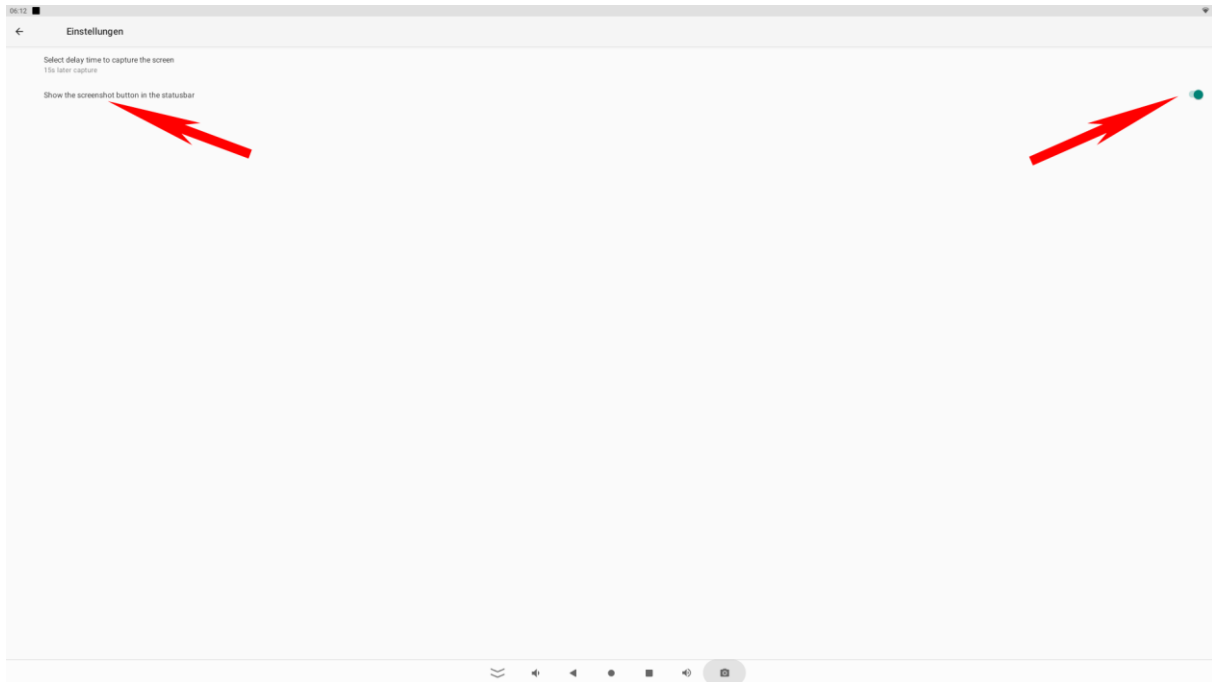 06:12
Einstellungen
Select delay time to capture the screen
15s later capture
Show the screenshot button in the statusbar